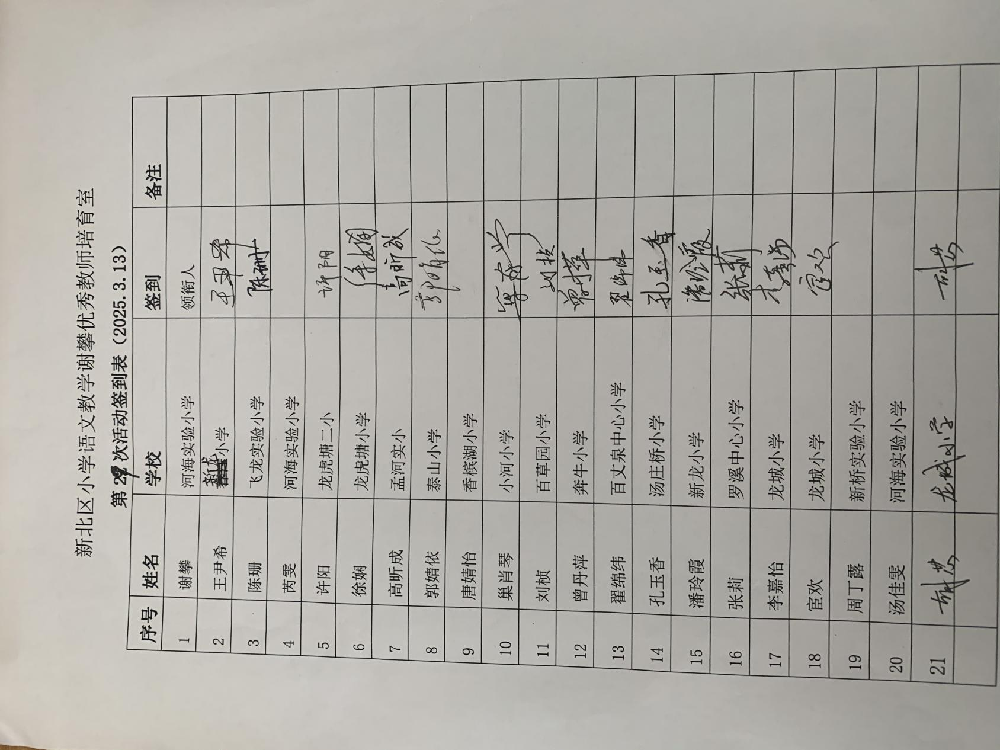 新北区小学语文教学谢攀优秀教师培育室
第29次活动签到表（2025.3.13）
序号 姓名 学校 签到 备注
1 谢攀 河海实验小学 领衔人
2 王尹希 新龙小学 王尹希
3 陈珊 飞龙实验小学 陈珊
4 芮雯 河海实验小学
5 许阳 龙虎塘二小 许阳
6 徐娴 龙虎塘小学 徐娴
7 高昕成 孟河实小 高昕成
8 郭婧依 泰山小学 郭婧依
9 唐婧怡 香槟湖小学
10 巢肖琴 小河小学 巢肖琴
11 刘桢 百草园小学 刘桢
12 曾丹萍 奔牛小学 曾丹萍
13 翟绵纬 百丈泉中心小学 翟绵纬
14 孔玉香 汤庄桥小学 孔玉香
15 潘玲霞 新龙小学 潘玲霞
16 张莉 罗溪中心小学 张莉
17 李嘉怡 龙城小学 李嘉怡
18 宦欢 龙城小学 宦欢
19 周丁露 新桥实验小学
20 汤佳雯 河海实验小学
21 龙城小学